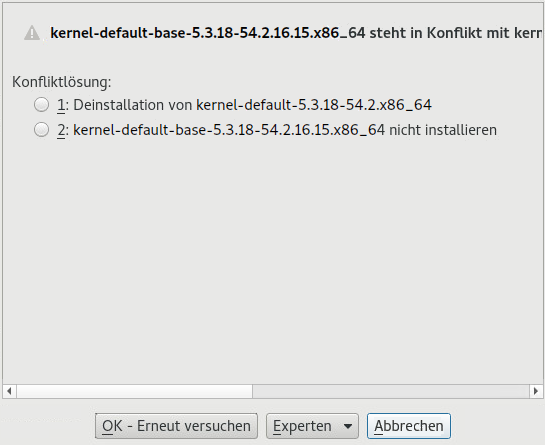 kernel-default-base-5.3.18-54.2.16.15.x86_64 steht in Konflikt mit
Konfliktlösung:
1: Deinstallation von kernel-default-5.3.18-54.2.x86_64
2: kernel-default-base-5.3.18-54.2.16.15.x86_64 nicht installieren
OK - Erneut versuchen
Experten
Abbrechen